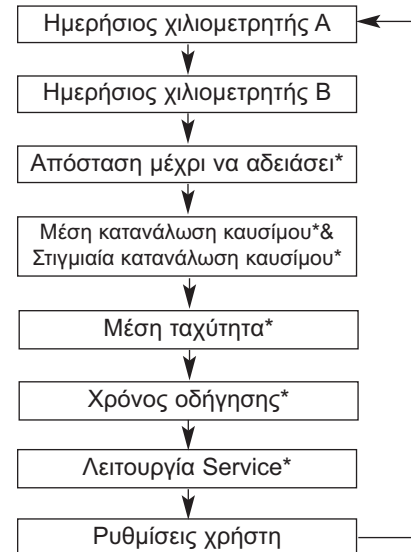 Ημερήσιος χιλιομετρητής Α
Ημερήσιος χιλιομετρητής Β
Απόσταση μέχρι να αδειάσει*
Μέση κατανάλωση καυσίμου*&
Στιγμιαία κατανάλωση καυσίμου*
Μέση ταχύτητα*
Χρόνος οδήγησης*
Λειτουργία Service*
Ρυθμίσεις χρήστη